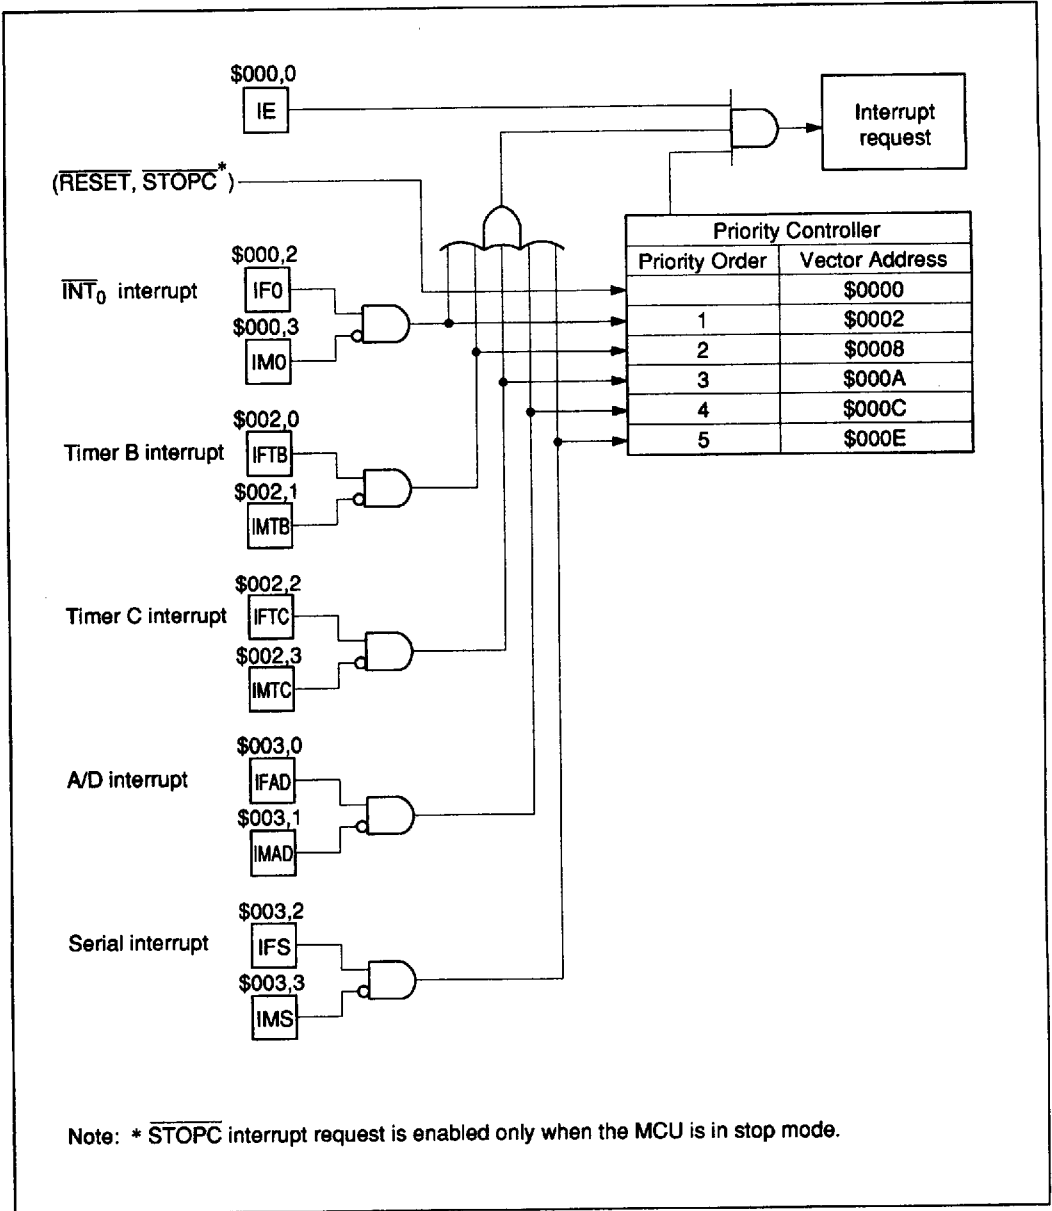 $000,0
IE
Interrupt
request
(RESET, STOPC*)
Priority Controller
Priority Order Vector Address
$0000
1 $0002
2 $0008
3 $000A
4 $000C
5 $000E
$000,2
INT0 interrupt
IF0
$000,3
IM0
$002,0
Timer B interrupt
IFTB
$002,1
IMTB
$002,2
Timer C interrupt
IFTC
$002,3
IMTC
$003,0
A/D interrupt
IFAD
$003,1
IMAD
$003,2
Serial interrupt
IFS
$003,3
IMS
Note: * STOPC interrupt request is enabled only when the MCU is in stop mode.